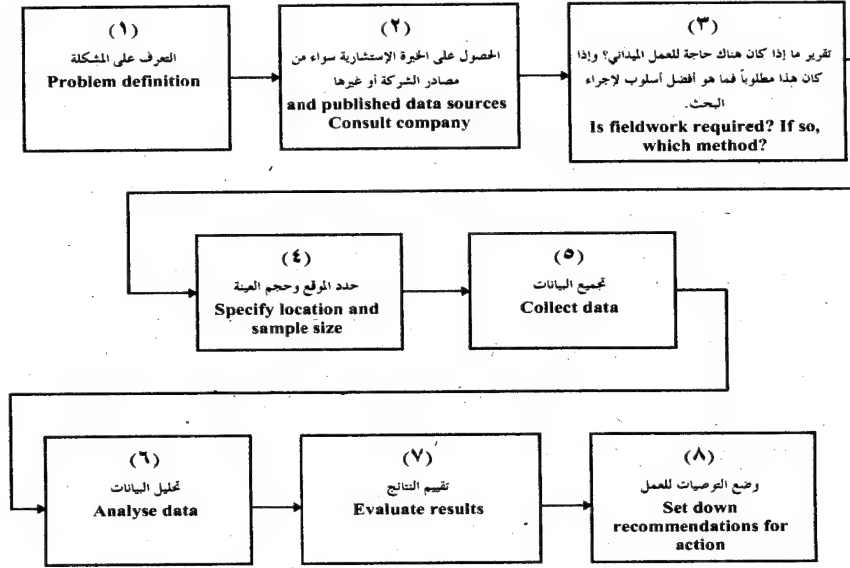 (١)
التعرف على المشكلة
Problem definition
(٢)
الحصول على الخبرة الإستشارية سواء من
مصادر الشركة أو غيرها
and published data sources
Consult company
(٣)
تقرير ما إذا كان هناك حاجة للعمل الميداني؟ وإذا
كان هذا مطلوباً فما هو أفضل أسلوب لإجراء
البحث.
Is fieldwork required? If so,
which method?
(٤)
حدد الموقع وحجم العينة
Specify location and
sample size
(٥)
تجميع البيانات
Collect data
(٦)
تحليل البيانات
Analyse data
(٧)
تقييم النتائج
Evaluate results
(٨)
وضع التوصيات للعمل
Set down
recommendations for
action